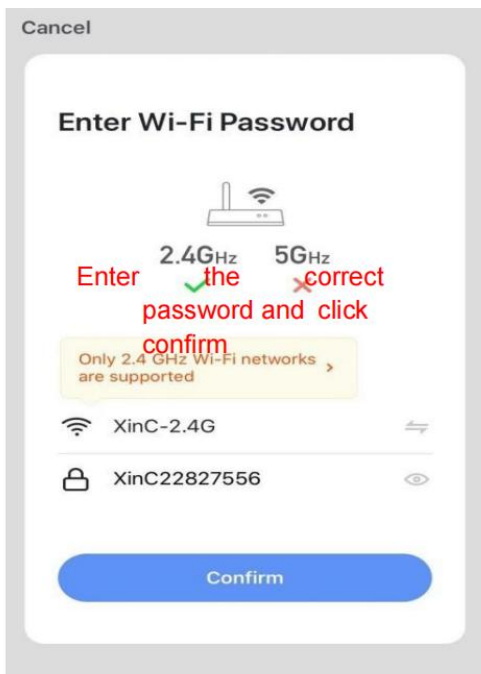 Cancel
Enter Wi-Fi Password
2.4GHz 5GHz
Enter the correct
password and click
confirm
Only 2.4 GHz Wi-Fi networks
are supported
XinC-2.4G
XinC22827556
Confirm